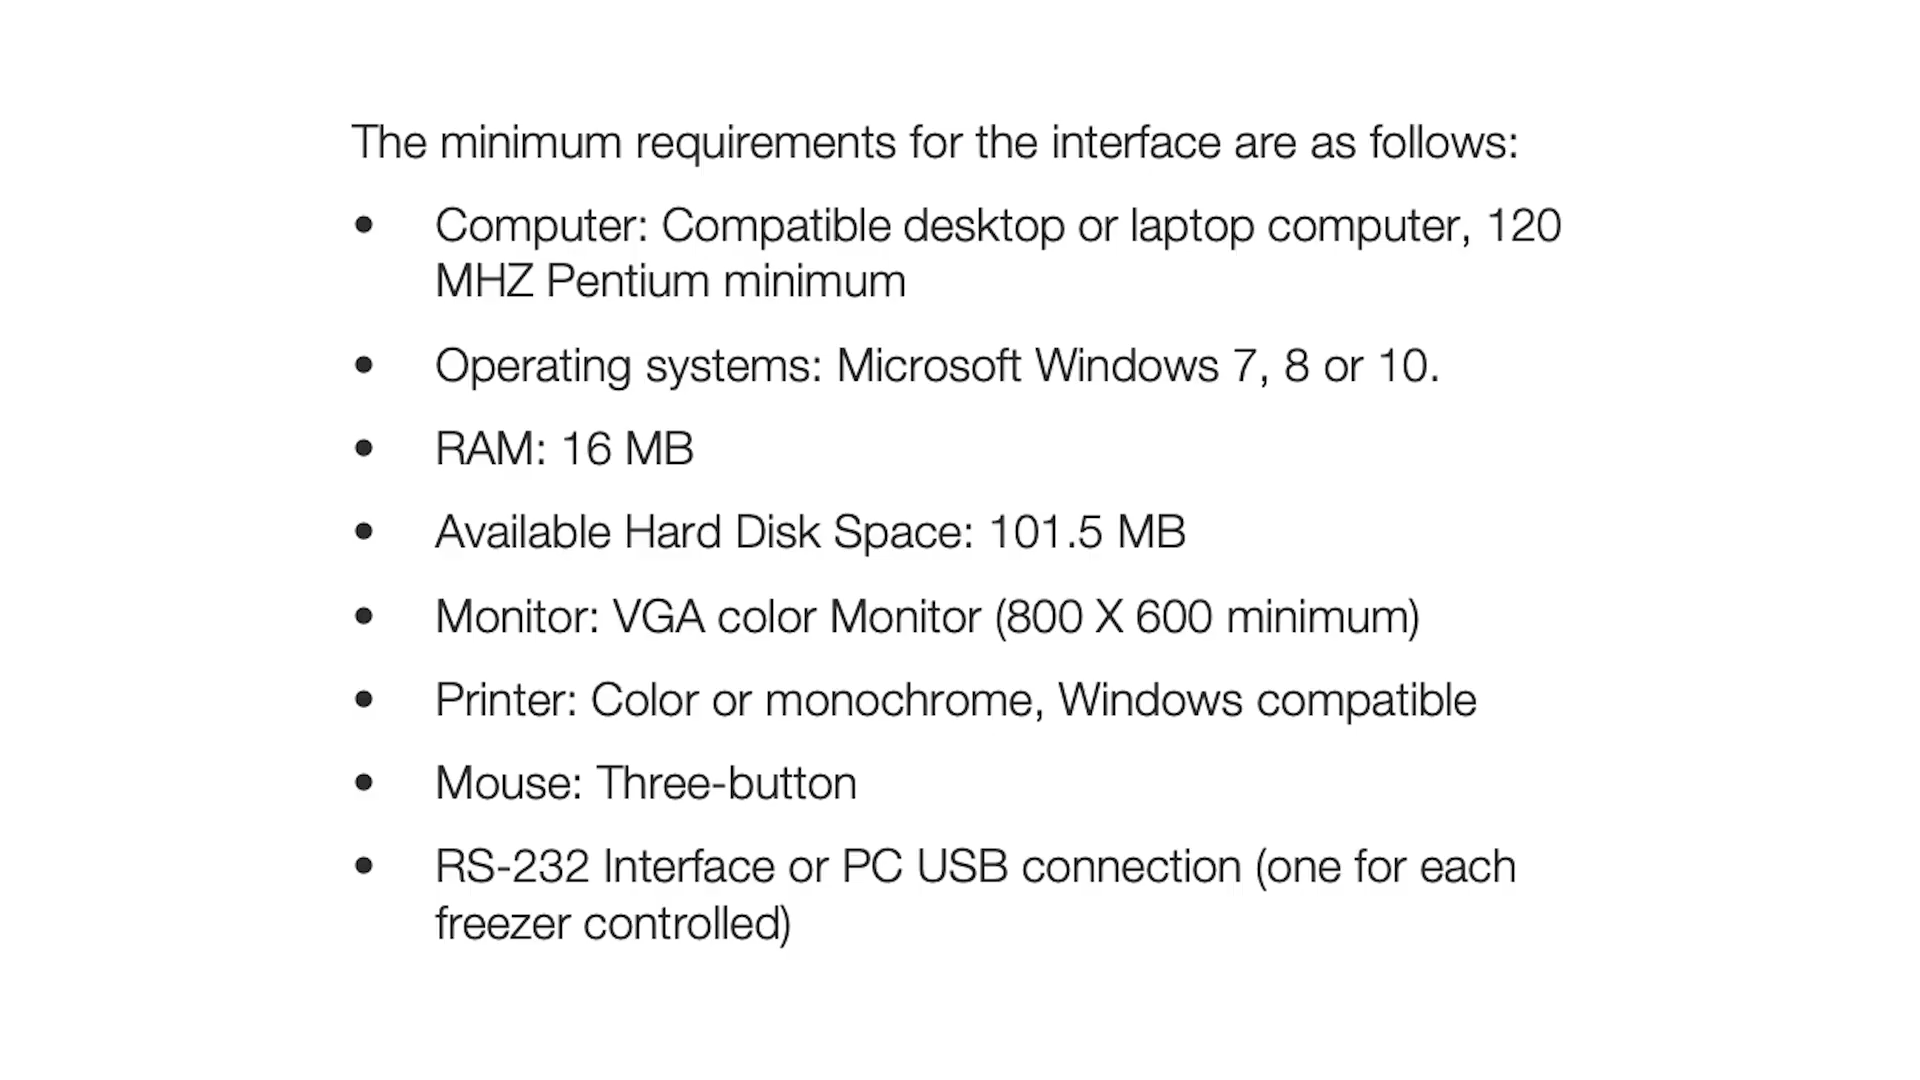 The minimum requirements for the interface are as follows:
• Computer: Compatible desktop or laptop computer, 120
MHZ Pentium minimum
• Operating systems: Microsoft Windows 7, 8 or 10.
• RAM: 16 MB
• Available Hard Disk Space: 101.5 MB
• Monitor: VGA color Monitor (800 X 600 minimum)
• Printer: Color or monochrome, Windows compatible
• Mouse: Three-button
• RS-232 Interface or PC USB connection (one for each
freezer controlled)